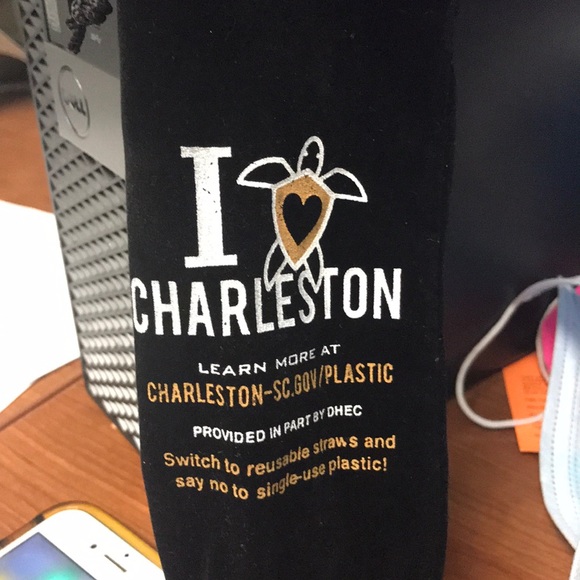 DELL
I
CHARLESTON
LEARN MORE AT
CHARLESTON-SC.GOV/PLASTIC
PROVIDED IN PART BY DHEC
Switch to reusable straws and
say no to single-use plastic!